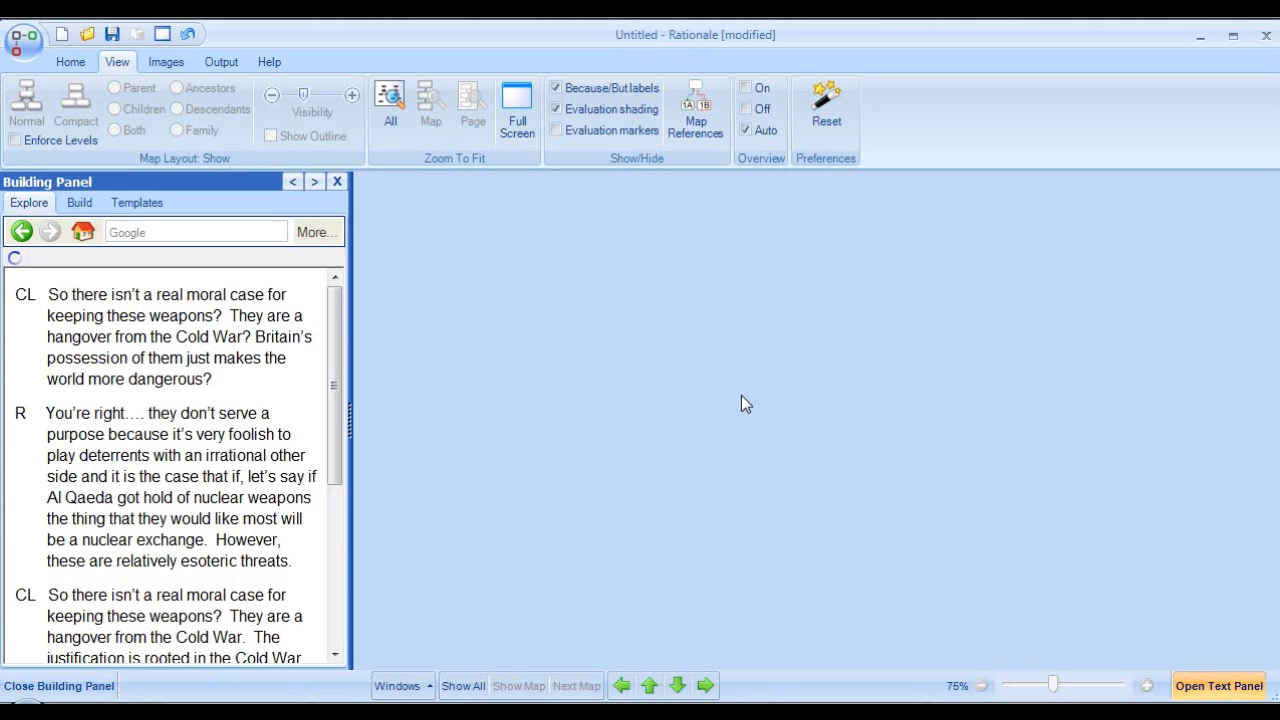 Untitled - Rationale [modified]
Home View Images Output Help
Normal Compact
Parent Ancestors
Children Descendants
Both Family
Enforce Levels
Visibility
Show Outline
Map Layout: Show
All Map Page Full Screen
Zoom To Fit
Because/But labels
Evaluation shading
Evaluation markers
Map References
1A 1B
Show/Hide
On
Off
Auto
Overview
Reset
Preferences
Building Panel < > X
Explore Build Templates
Google More...
CL So there isn't a real moral case for
keeping these weapons? They are a
hangover from the Cold War? Britain's
possession of them just makes the
world more dangerous?
R You're right…. they don't serve a
purpose because it's very foolish to
play deterrents with an irrational other
side and it is the case that if, let's say if
Al Qaeda got hold of nuclear weapons
the thing that they would like most will
be a nuclear exchange. However,
these are relatively esoteric threats.
CL So there isn't a real moral case for
keeping these weapons? They are a
hangover from the Cold War. The
justification is rooted in the Cold War
Close Building Panel Windows Show All Show Map Next Map 75% Open Text Panel